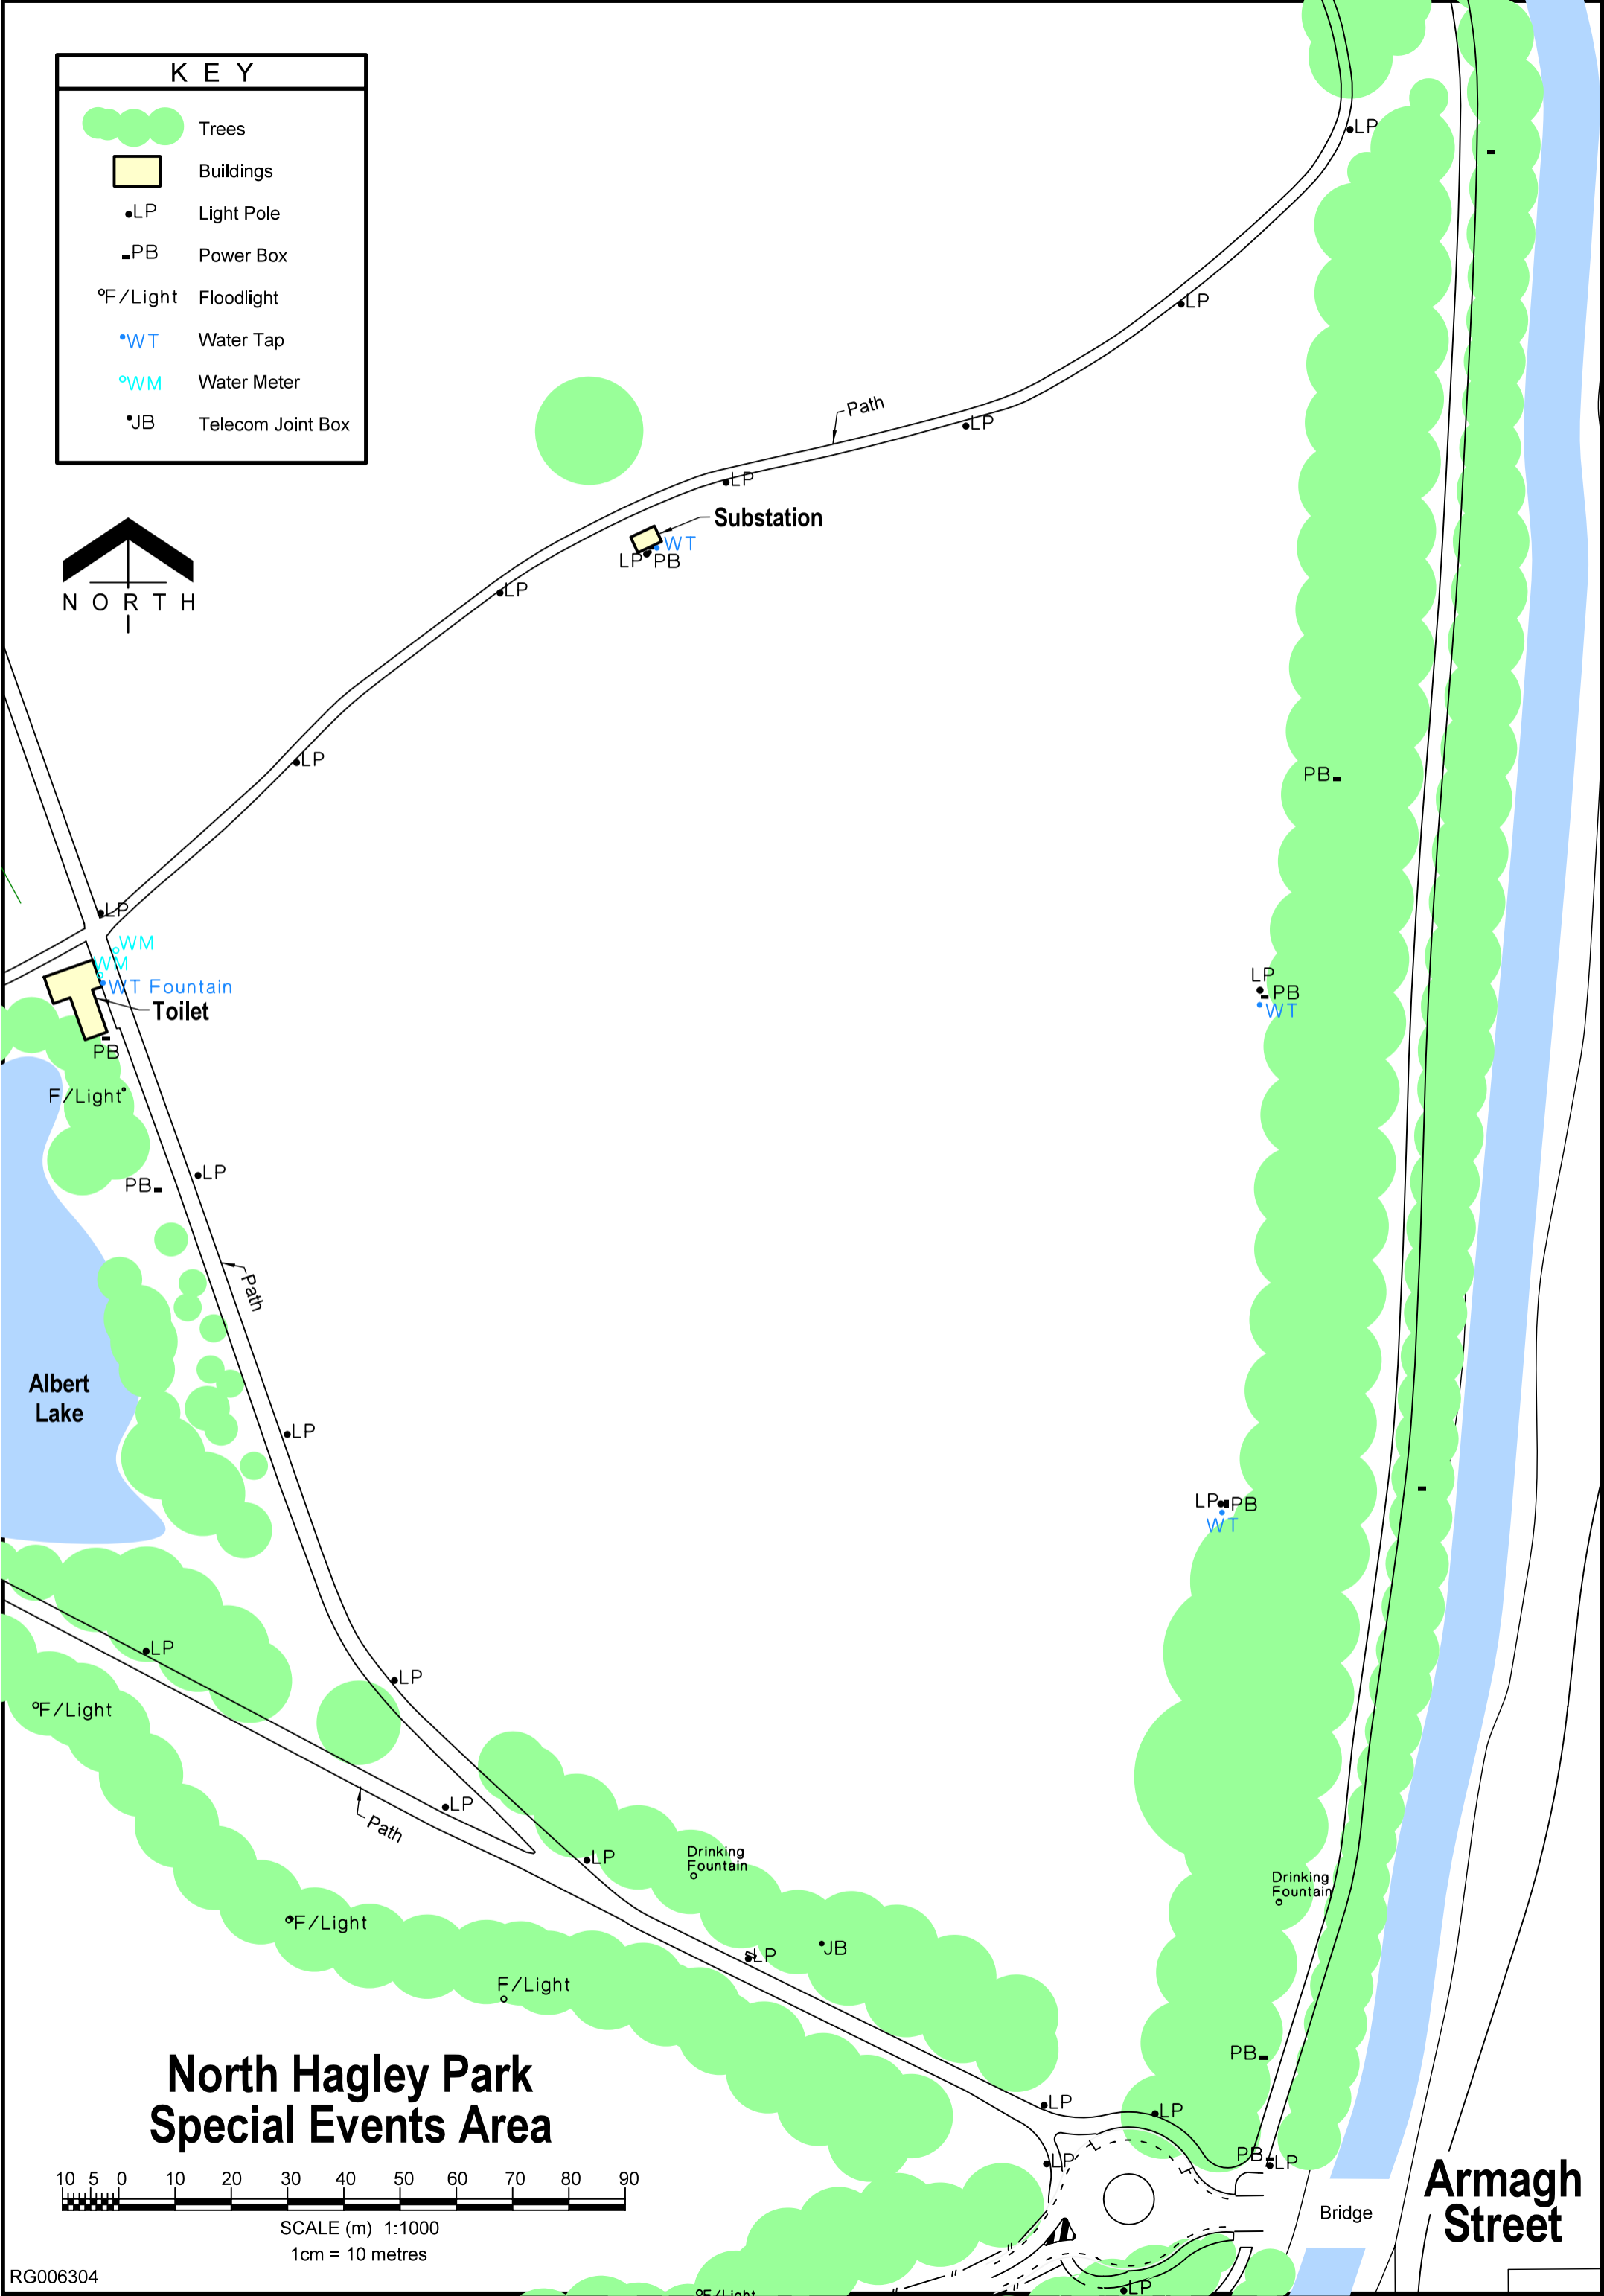 K E Y
Trees
Buildings
LP Light Pole
PB Power Box
F/Light Floodlight
WT Water Tap
WM Water Meter
JB Telecom Joint Box
N O R T H
LP
LP
Path
LP
LP
Substation
WT
LP PB
LP
LP
PB
LP
WM
WM
WT Fountain
Toilet
PB
LP
PB
WT
F/Light
LP
PB
Path
Albert
Lake
LP
LP PB
WT
LP
LP
F/Light
LP
Path
LP
Drinking
Fountain
Drinking
Fountain
F/Light
JB
LP
F/Light
PB
LP
LP
PB
LP
LP
North Hagley Park
Special Events Area
Armagh
Street
Bridge
10 5 0 10 20 30 40 50 60 70 80 90
SCALE (m) 1:1000
1cm = 10 metres
RG006304
LP
F/Light